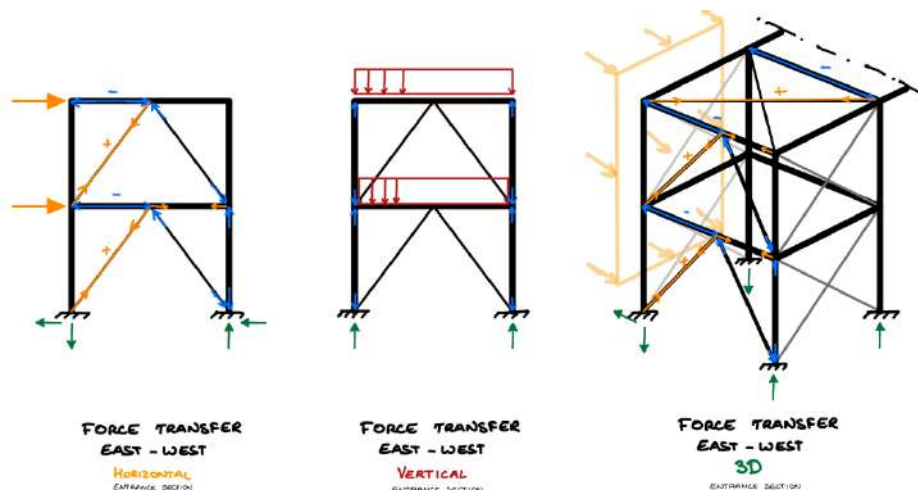 FORCE TRANSFER
EAST - WEST
HORIZONTAL
ENTRANCE SECTION
FORCE TRANSFER
EAST - WEST
VERTICAL
ENTRANCE SECTION
FORCE TRANSFER
EAST - WEST
3D
ENTRANCE SECTION